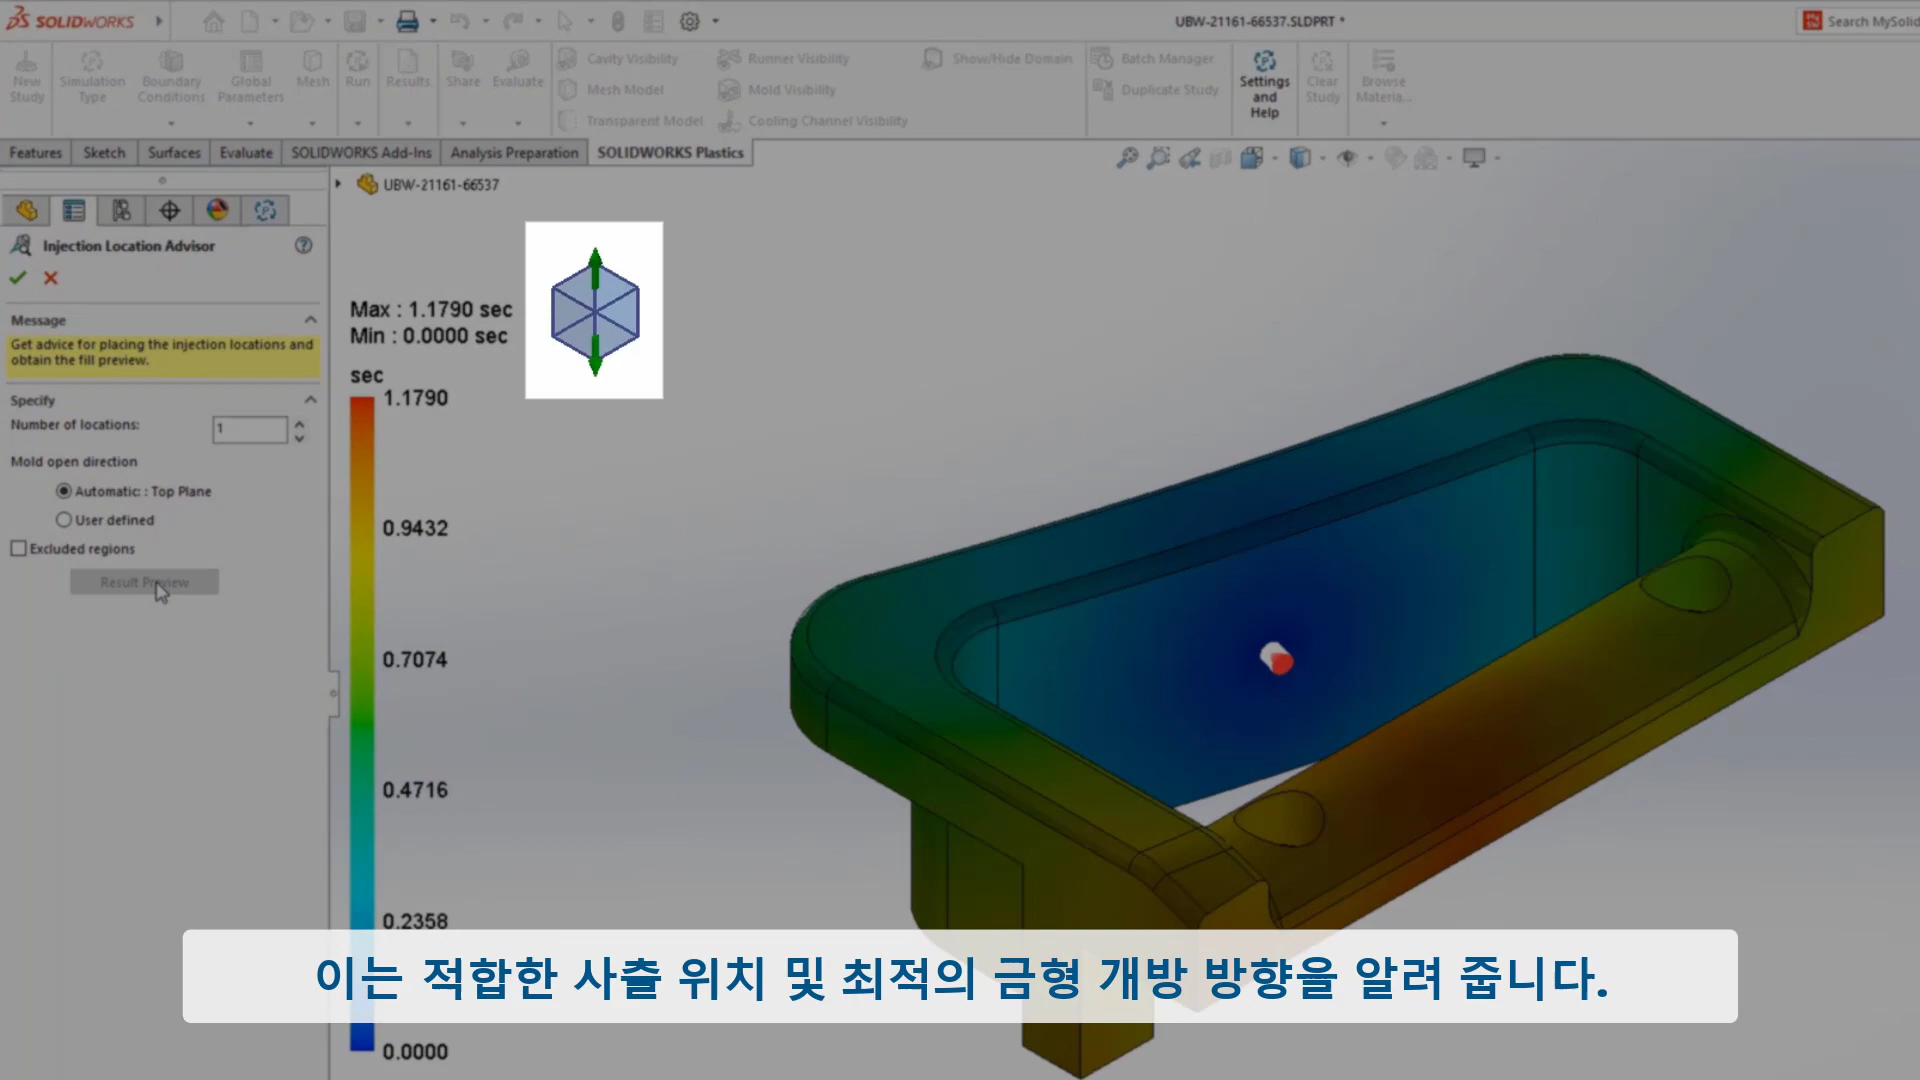 SOLIDWORKS
UBW-21161-66537.SLDPRT *
Search MySolid
New
Study
Simulation
Type
Boundary
Conditions
Global
Parameters
Mesh
Run
Results
Share
Evaluate
Cavity Visibility
Mesh Model
Transparent Model
Runner Visibility
Mold Visibility
Cooling Channel Visibility
Show/Hide Domain
Batch Manager
Duplicate Study
Settings
and
Help
Clear
Study
Browse
Materia...
Features
Sketch
Surfaces
Evaluate
SOLIDWORKS Add-Ins
Analysis Preparation
SOLIDWORKS Plastics
UBW-21161-66537
Injection Location Advisor
Message
Get advice for placing the injection locations and
obtain the fill preview.
Specify
Number of locations:
1
Mold open direction
Automatic: : Top Plane
User defined
Excluded regions
Result Preview
Max : 1.1790 sec
Min : 0.0000 sec
sec
1.1790
0.9432
0.7074
0.4716
0.2358
0.0000
이는 적합한 사출 위치 및 최적의 금형 개방 방향을 알려 줍니다.